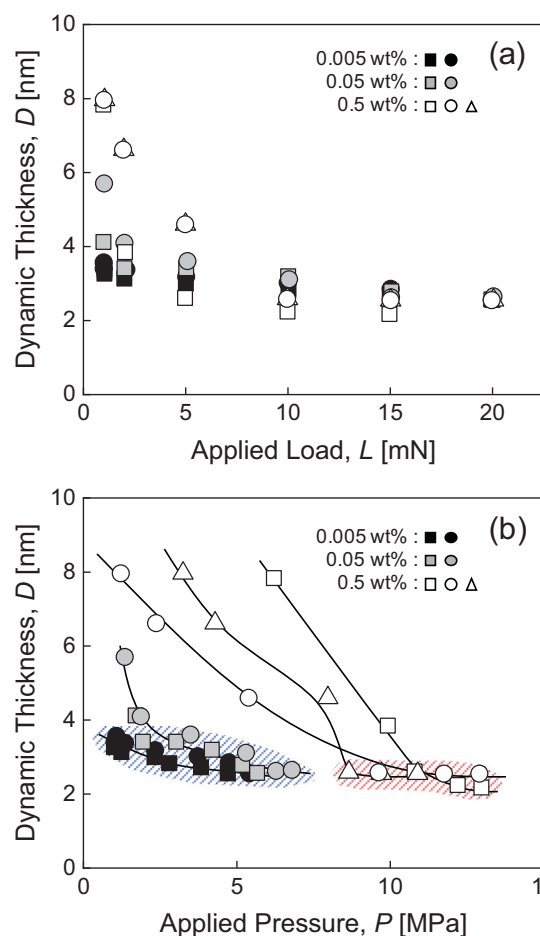 10
(a)
0.005 wt% :
0.05 wt% :
0.5 wt% :
8
6
4
2
0
Dynamic Thickness, D [nm]
0 5 10 15 20
Applied Load, L [mN]
10
(b)
0.005 wt% :
0.05 wt% :
0.5 wt% :
8
6
4
2
0
Dynamic Thickness, D [nm]
0 5 10 1
Applied Pressure, P [MPa]